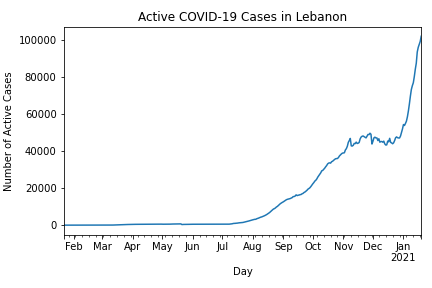 Active COVID-19 Cases in Lebanon
Number of Active Cases
100000
80000
60000
40000
20000
0
Feb Mar Apr May Jun Jul Aug Sep Oct Nov Dec Jan
2021
Day